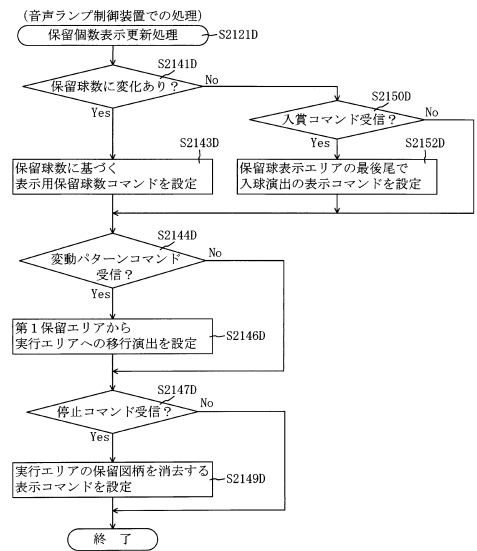 (音声ランプ制御装置での処理)
保留個数表示更新処理
S2121D
保留球数に変化あり?
S2141D
No
Yes
入賞コマンド受信?
S2150D
No
Yes
保留球数に基づく
表示用保留球数コマンドを設定
S2143D
保留球表示エリアの最後尾で
入球演出の表示コマンドを設定
S2152D
変動パターンコマンド
受信?
S2144D
No
Yes
第1保留エリアから
実行エリアへの移行演出を設定
S2146D
停止コマンド受信?
S2147D
No
Yes
実行エリアの保留図柄を消去する
表示コマンドを設定
S2149D
終 了